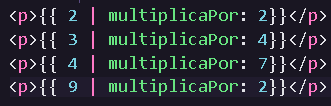 <p>{{ 2 | multiplicaPor: 2}}</p>
<p>{{ 3 | multiplicaPor: 4}}</p>
<p>{{ 4 | multiplicaPor: 7}}</p>
<p>{{ 9 | multiplicaPor: 2}}</p>